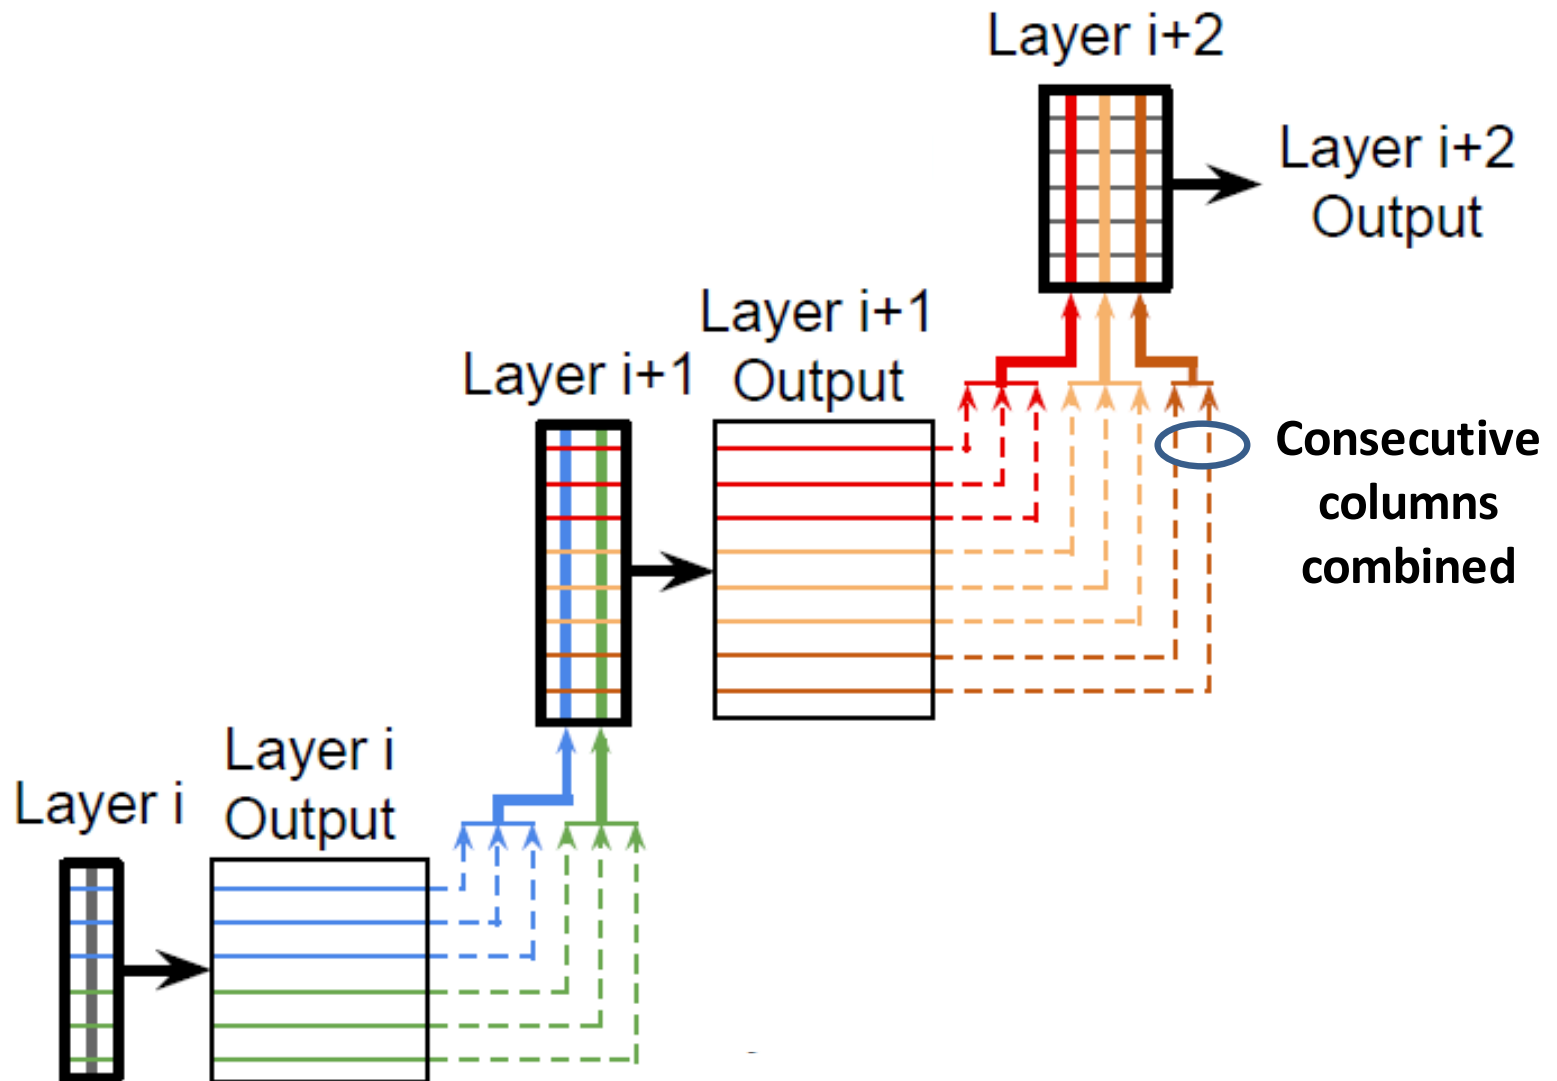 Layer i+2
Layer i+2
Output
Layer i+1
Output
Layer i+1
Consecutive
columns
combined
Layer i
Output
Layer i